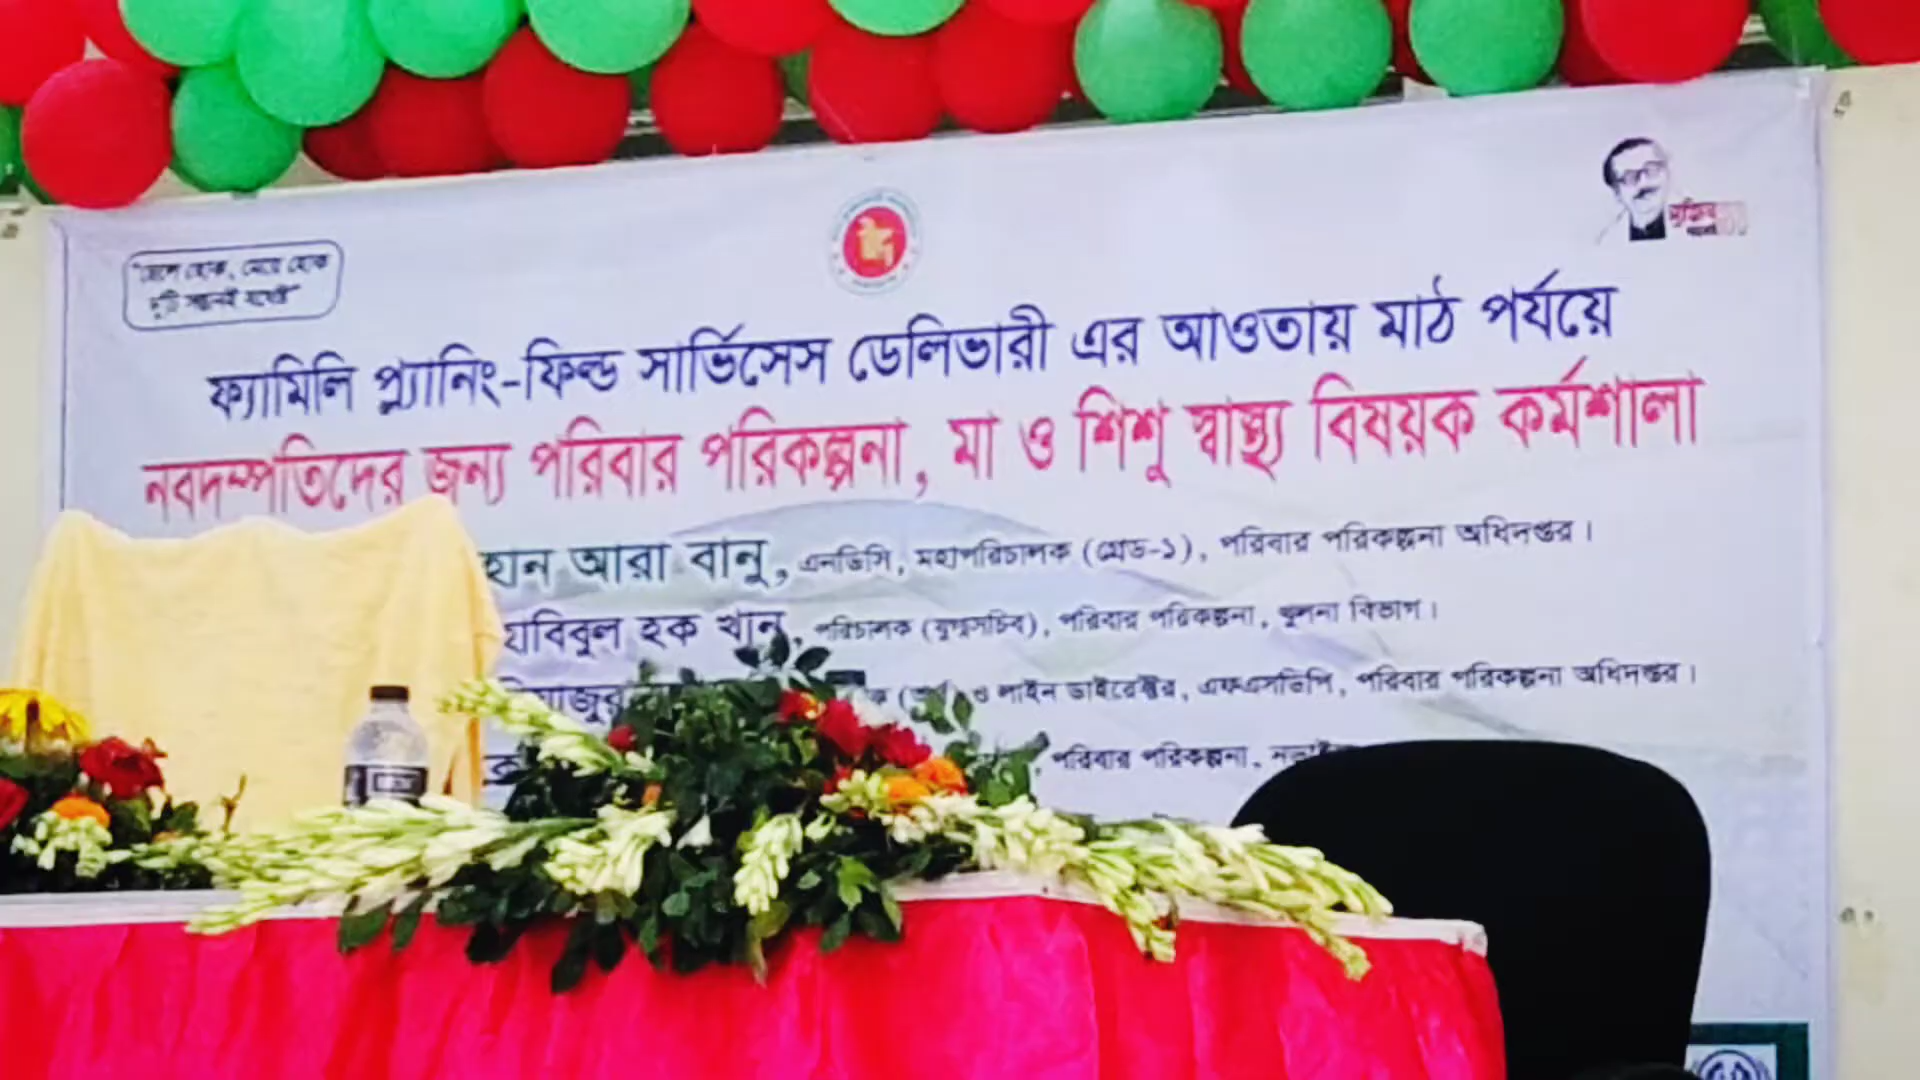 "ছেলে হোক, মেয়ে হোক
দুটি সন্তানই যথেষ্ট"
মুজিব
ফ্যামিলি প্ল্যানিং-ফিল্ড সার্ভিসেস ডেলিভারী এর আওতায় মাঠ পর্যয়ে
নবদম্পতিদের জন্য পরিবার পরিকল্পনা, মা ও শিশু স্বাস্থ্য বিষয়ক কর্মশালা
হান আরা বানু, এনডিসি, মহাপরিচালক (গ্রেড-১), পরিবার পরিকল্পনা অধিদপ্তর।
হাবিবুল হক খান, পরিচালক (যুগ্মসচিব), পরিবার পরিকল্পনা, খুলনা বিভাগ।
ও লাইন ডাইরেক্টর, এফএসডিপি, পরিবার পরিকল্পনা অধিদপ্তর।
, পরিবার পরিকল্পনা,